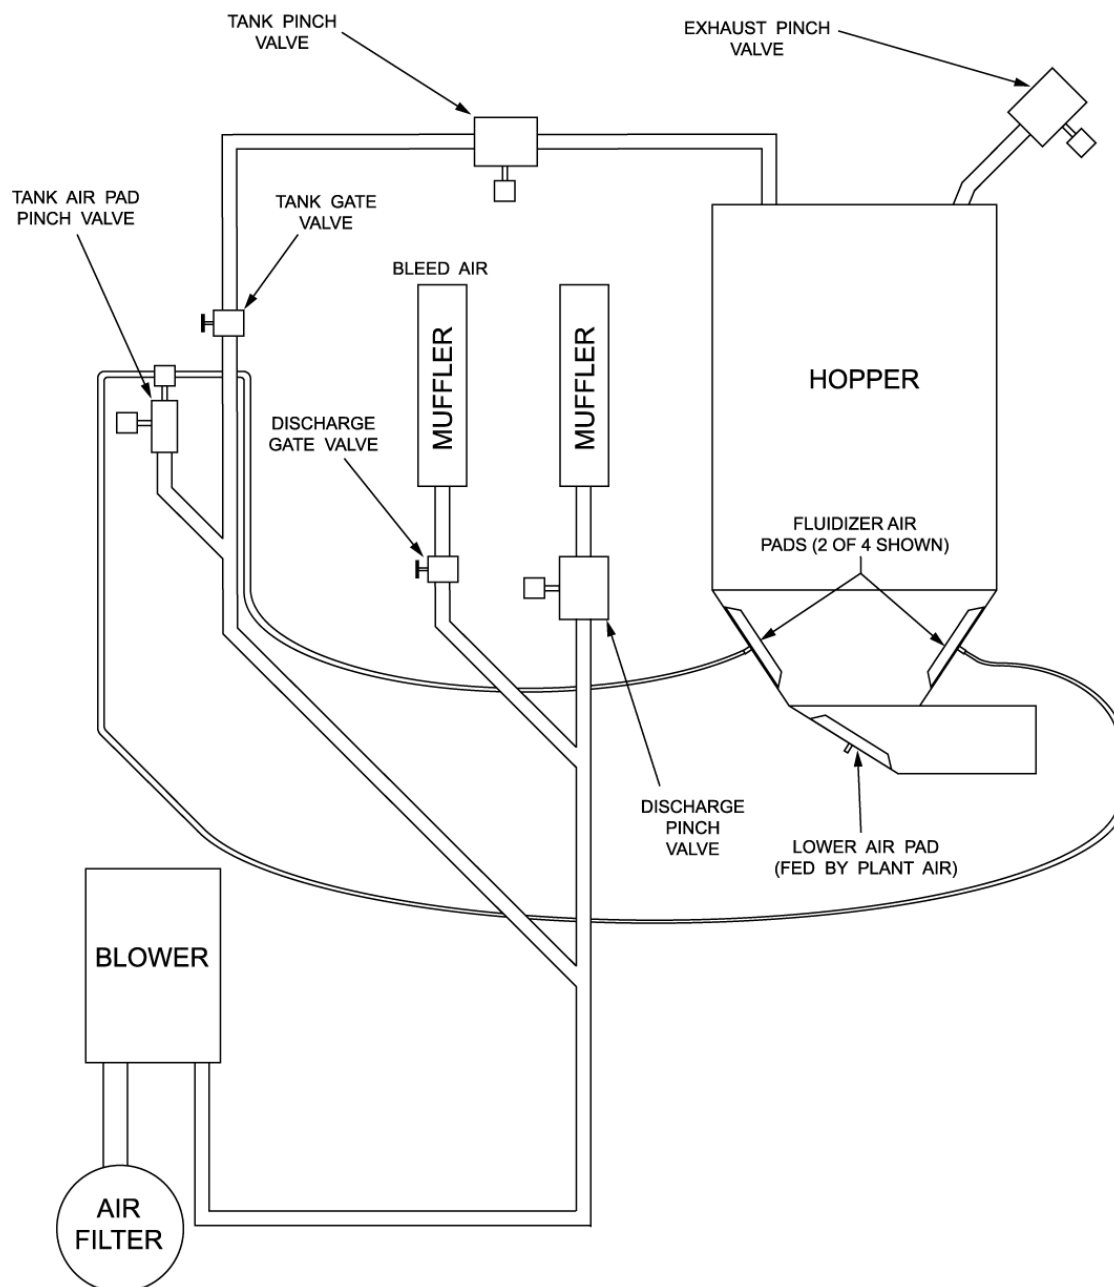 TANK PINCH
VALVE
EXHAUST PINCH
VALVE
TANK AIR PAD
PINCH VALVE
TANK GATE
VALVE
BLEED AIR
MUFFLER
MUFFLER
HOPPER
DISCHARGE
GATE VALVE
FLUIDIZER AIR
PADS (2 OF 4 SHOWN)
DISCHARGE
PINCH
VALVE
LOWER AIR PAD
(FED BY PLANT AIR)
BLOWER
AIR
FILTER